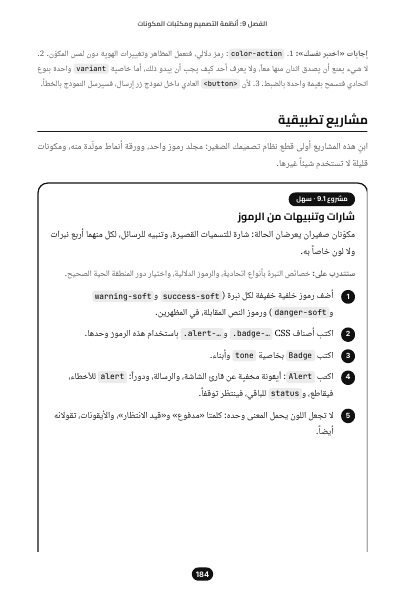 الفصل 9: أنظمة التصميم ومكتبات المكونات
إجابات «اختبر نفسك»: 1. color-action: رمز دلالي، فتعمل المظاهر وتغييرات الهوية دون لمس المكوّن. 2.
لا شيء يمنع أن يصدق اثنان منها معاً، ولا يعرف أحد كيف يجب أن يبدو ذلك، أما خاصية variant واحدة بنوع
اتحادي فتسمح بقيمة واحدة بالضبط. 3. لأن <button> العادي داخل نموذج زر إرسال، فسيرسل النموذج بالخطأ.
مشاريع تطبيقية
ابنِ هذه المشاريع أولى قطع نظام تصميمك الصغير: مجلد رموز واحد، وورقة أنماط مولّدة منه، ومكونات
قليلة لا تستخدم شيئاً غيرها.
مشروع 9.1 · سهل
شارات وتنبيهات من الرموز
مكوّنان صغيران يعرضان الحالة: شارة للتسميات القصيرة، وتنبيه للرسائل، لكل منهما أربع نبرات
ولا لون خاصاً به.
ستتدرب على: خصائص النبرة بأنواع اتحادية، والرموز الدلالية، واختيار دور المنطقة الحية الصحيح.
1 أضف رموز خلفية خفيفة لكل نبرة (success-soft و warning-soft
و danger-soft) ورموز النص المقابلة، في المظهرين.
2 اكتب أصناف CSS ‎.badge-… و ‎.alert-… باستخدام هذه الرموز وحدها.
3 اكتب Badge بخاصية tone وأبناء.
4 اكتب Alert: أيقونة مخفية عن قارئ الشاشة، والرسالة، ودوراً: alert للأخطاء،
فيقاطع، و status للباقي، فينتظر توقفاً.
5 لا تجعل اللون يحمل المعنى وحده: كلمتا «مدفوع» و«قيد الانتظار»، والأيقونات، تقولانه
أيضاً.
184